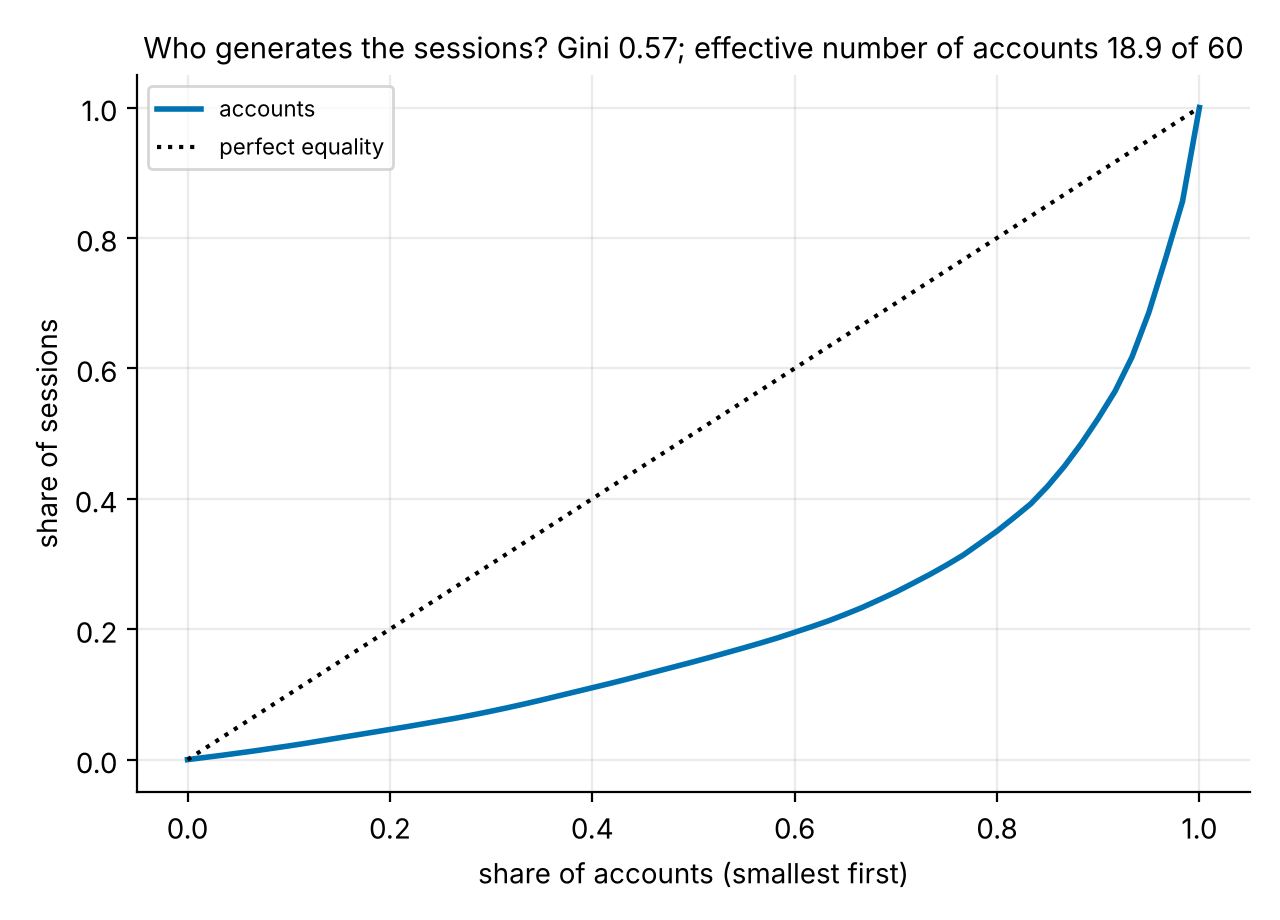 Who generates the sessions? Gini 0.57; effective number of accounts 18.9 of 60
accounts
perfect equality
1.0
0.8
0.6
0.4
0.2
0.0
share of sessions
0.0 0.2 0.4 0.6 0.8 1.0
share of accounts (smallest first)